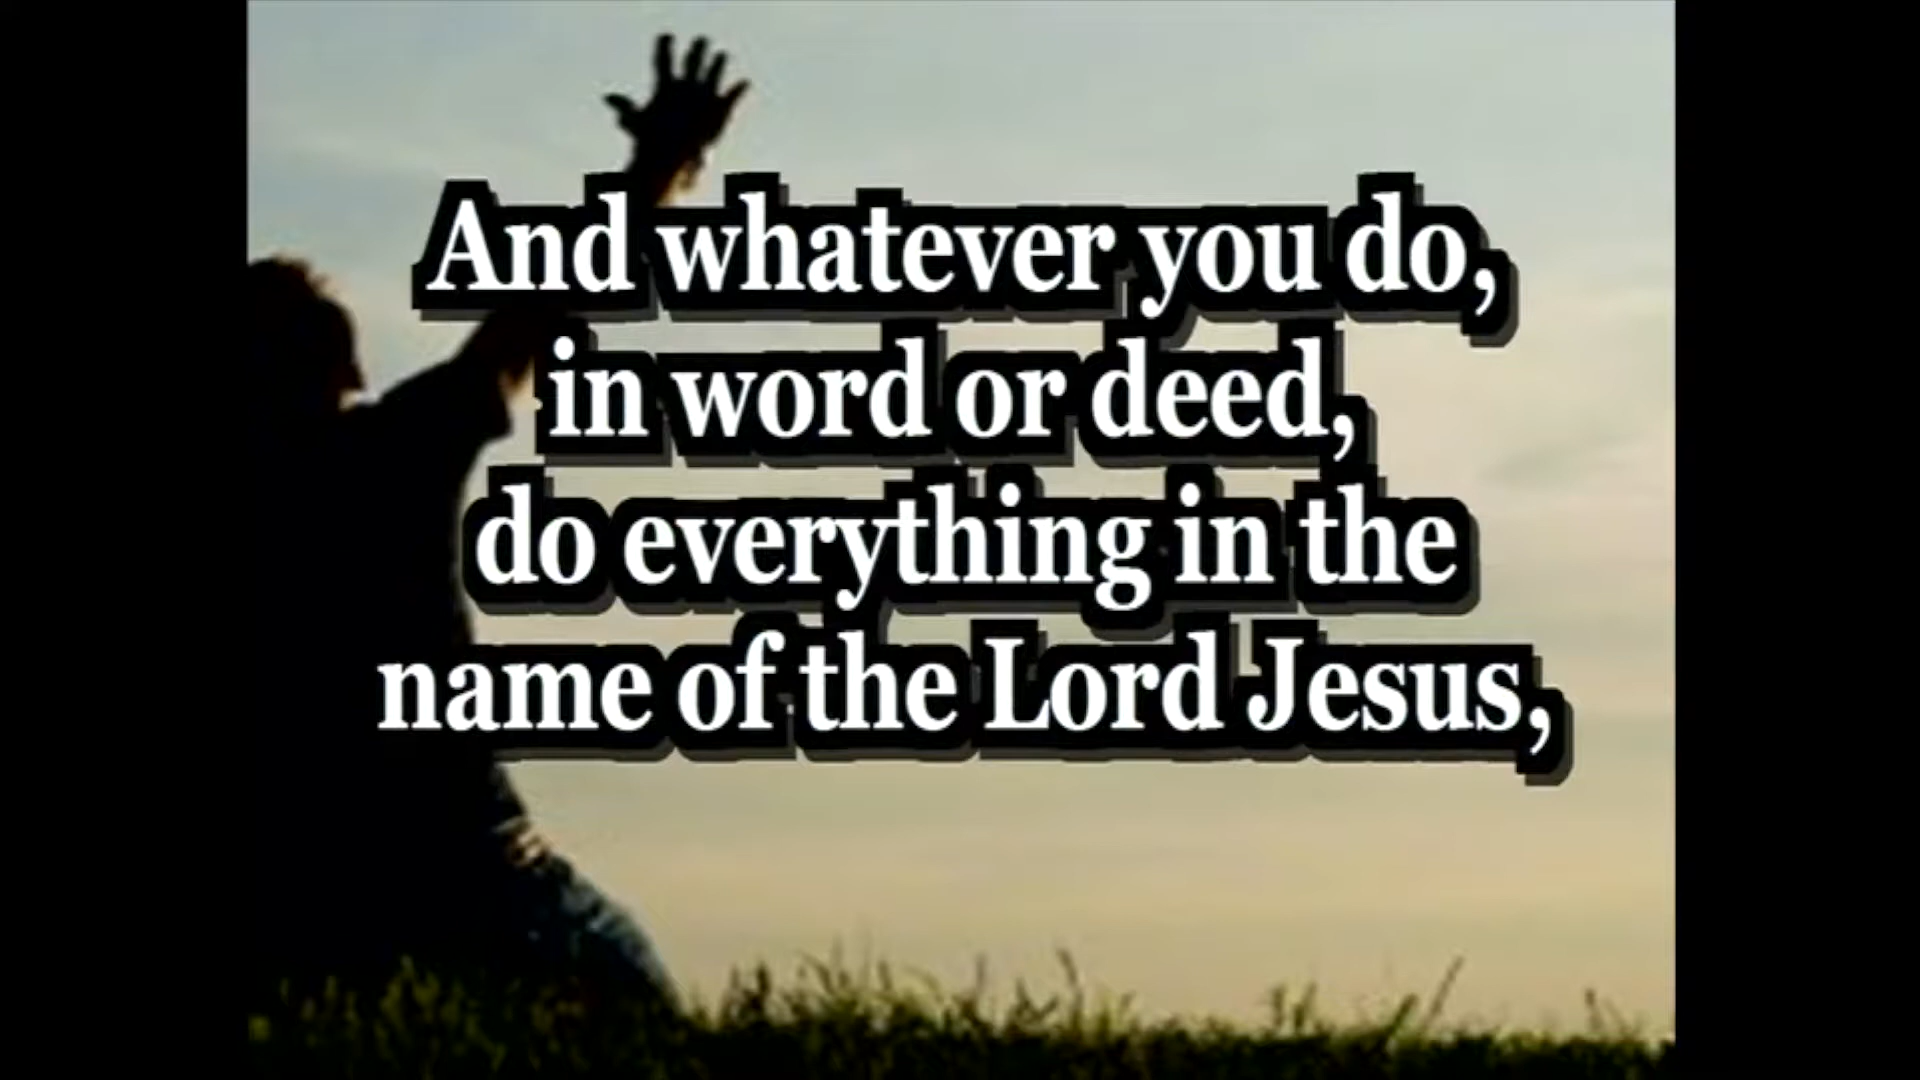 And whatever you do,
in word or deed,
do everything in the
name of the Lord Jesus,